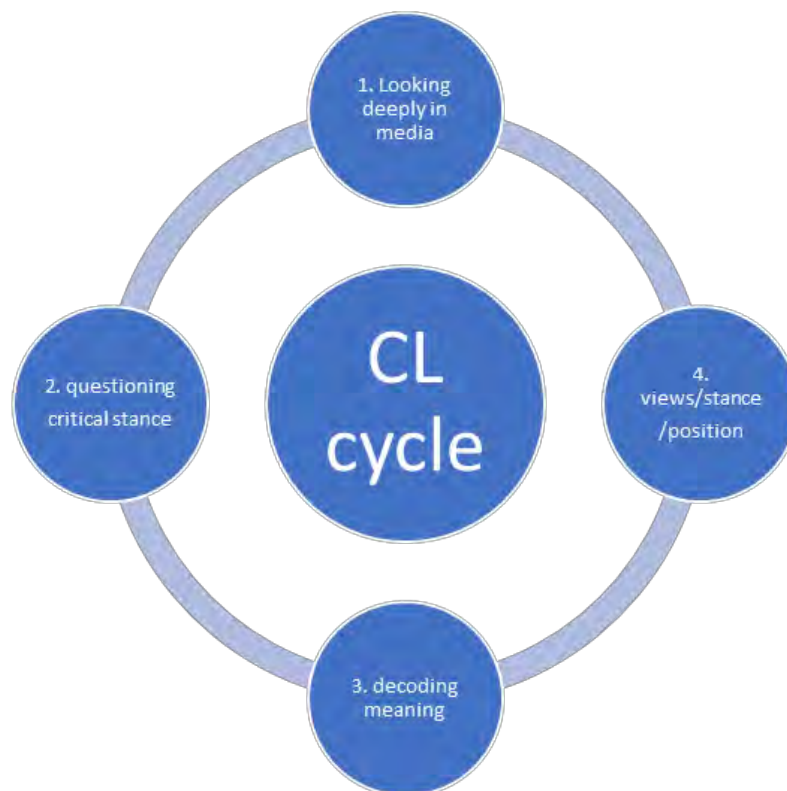 1. Looking
deeply in
media
2. questioning
critical stance
CL
cycle
4.
views/stance
/position
3. decoding
meaning